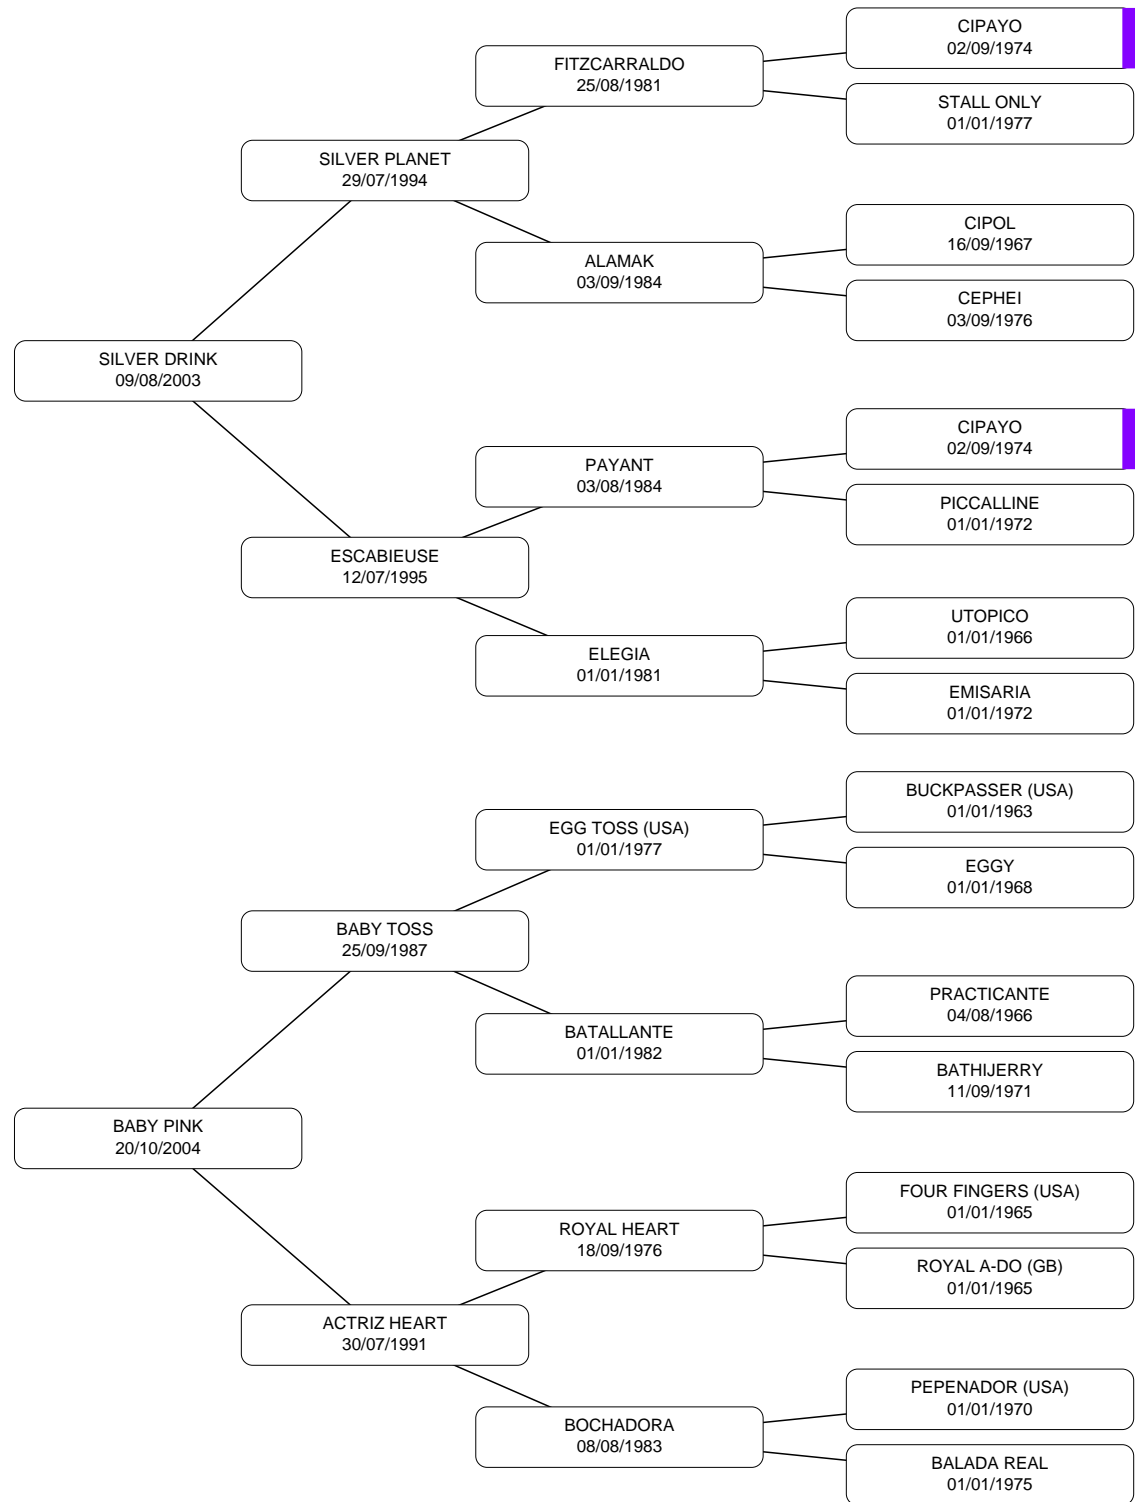 CIPAYO
02/09/1974
FITZCARRALDO
25/08/1981
STALL ONLY
01/01/1977
SILVER PLANET
29/07/1994
CIPOL
16/09/1967
ALAMAK
03/09/1984
CEPHEI
03/09/1976
SILVER DRINK
09/08/2003
CIPAYO
02/09/1974
PAYANT
03/08/1984
PICCALLINE
01/01/1972
ESCABIEUSE
12/07/1995
UTOPICO
01/01/1966
ELEGIA
01/01/1981
EMISARIA
01/01/1972
BUCKPASSER (USA)
01/01/1963
EGG TOSS (USA)
01/01/1977
EGGY
01/01/1968
BABY TOSS
25/09/1987
PRACTICANTE
04/08/1966
BATALLANTE
01/01/1982
BATHIJERRY
11/09/1971
BABY PINK
20/10/2004
FOUR FINGERS (USA)
01/01/1965
ROYAL HEART
18/09/1976
ROYAL A-DO (GB)
01/01/1965
ACTRIZ HEART
30/07/1991
PEPENADOR (USA)
01/01/1970
BOCHADORA
08/08/1983
BALADA REAL
01/01/1975